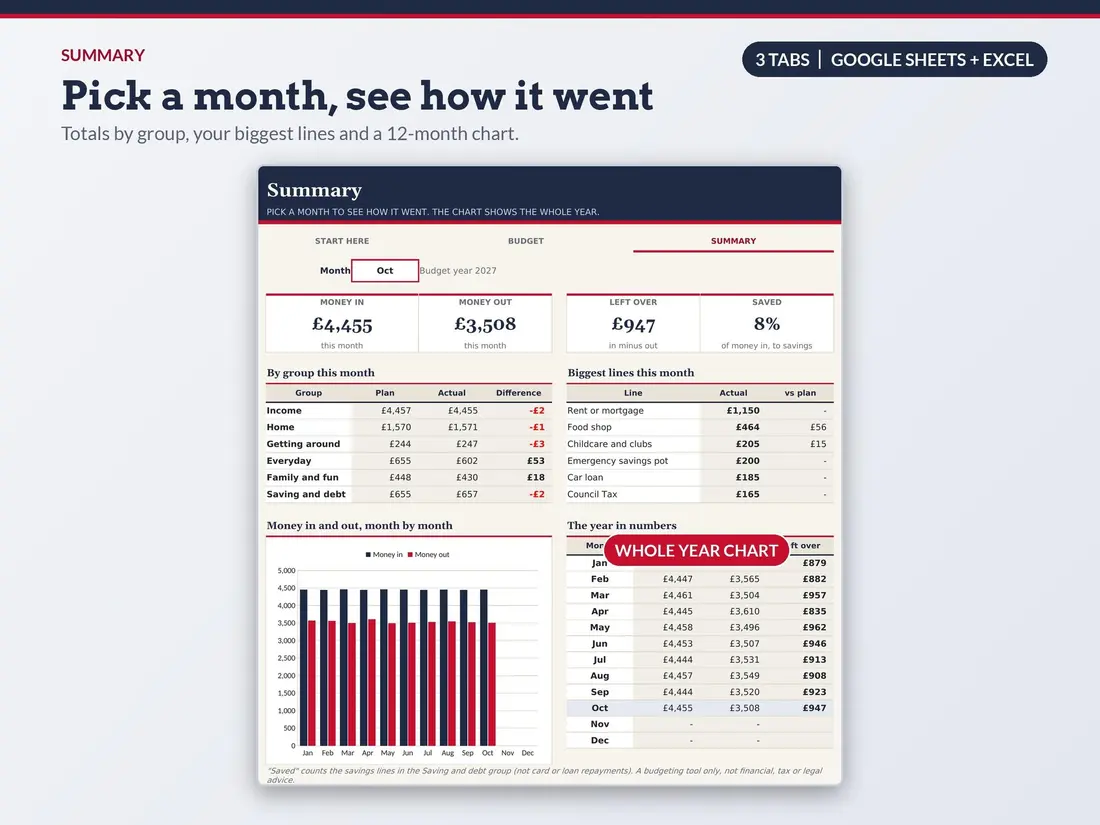 SUMMARY
3 TABS | GOOGLE SHEETS + EXCEL
Pick a month, see how it went
Totals by group, your biggest lines and a 12-month chart.
Summary
PICK A MONTH TO SEE HOW IT WENT. THE CHART SHOWS THE WHOLE YEAR.
START HERE BUDGET SUMMARY
Month Oct Budget year 2027
MONEY IN MONEY OUT LEFT OVER SAVED
£4,455 £3,508 £947 8%
this month this month in minus out of money in, to savings
By group this month
Group Plan Actual Difference
Income £4,457 £4,455 -£2
Home £1,570 £1,571 -£1
Getting around £244 £247 -£3
Everyday £655 £602 £53
Family and fun £448 £430 £18
Saving and debt £655 £657 -£2
Biggest lines this month
Line Actual vs plan
Rent or mortgage £1,150 -
Food shop £464 £56
Childcare and clubs £205 £15
Emergency savings pot £200 -
Car loan £185 -
Council Tax £165 -
Money in and out, month by month
Money in Money out
5,000
4,500
4,000
3,500
3,000
2,500
2,000
1,500
1,000
500
0
Jan Feb Mar Apr May Jun Jul Aug Sep Oct Nov Dec
The year in numbers
WHOLE YEAR CHART
over
Jan £879
Feb £4,447 £3,565 £882
Mar £4,461 £3,504 £957
Apr £4,445 £3,610 £835
May £4,458 £3,496 £962
Jun £4,453 £3,507 £946
Jul £4,444 £3,531 £913
Aug £4,457 £3,549 £908
Sep £4,444 £3,520 £923
Oct £4,455 £3,508 £947
Nov - -
Dec - -
"Saved" counts the savings lines in the Saving and debt group (not card or loan repayments). A budgeting tool only, not financial, tax or legal
advice.